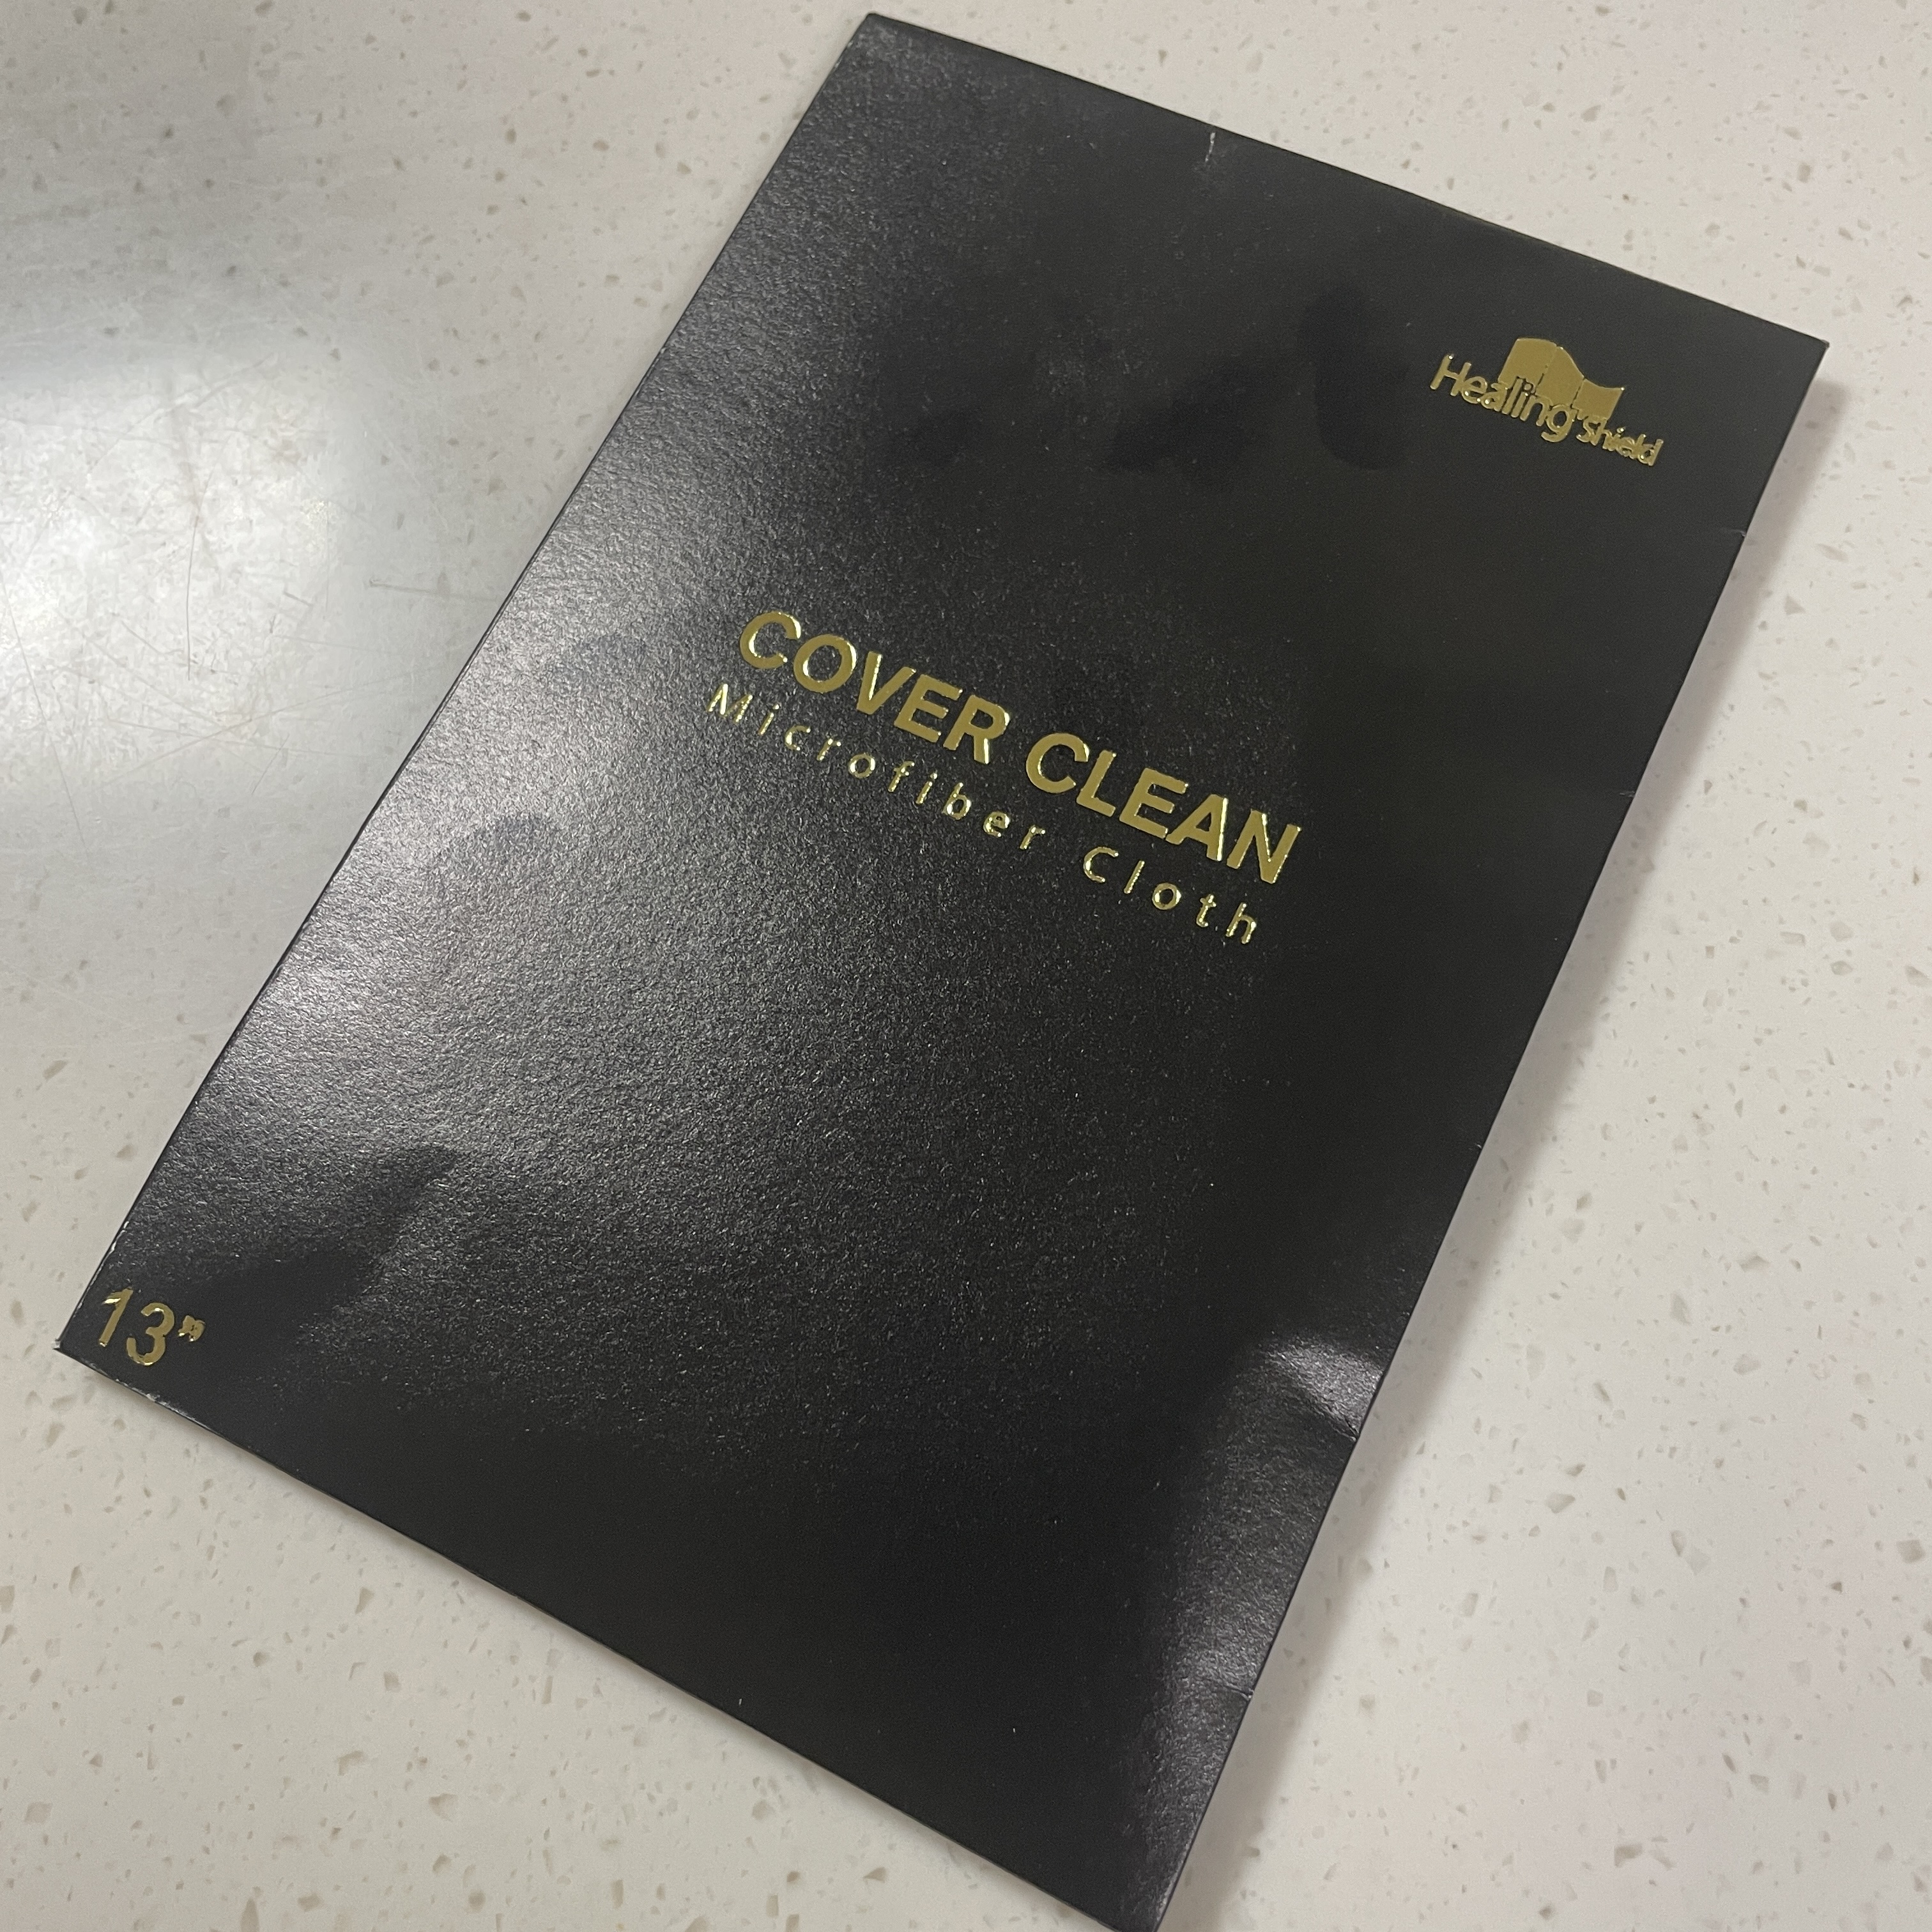 Healing Shield
COVER CLEAN
Microfiber Cloth
13”